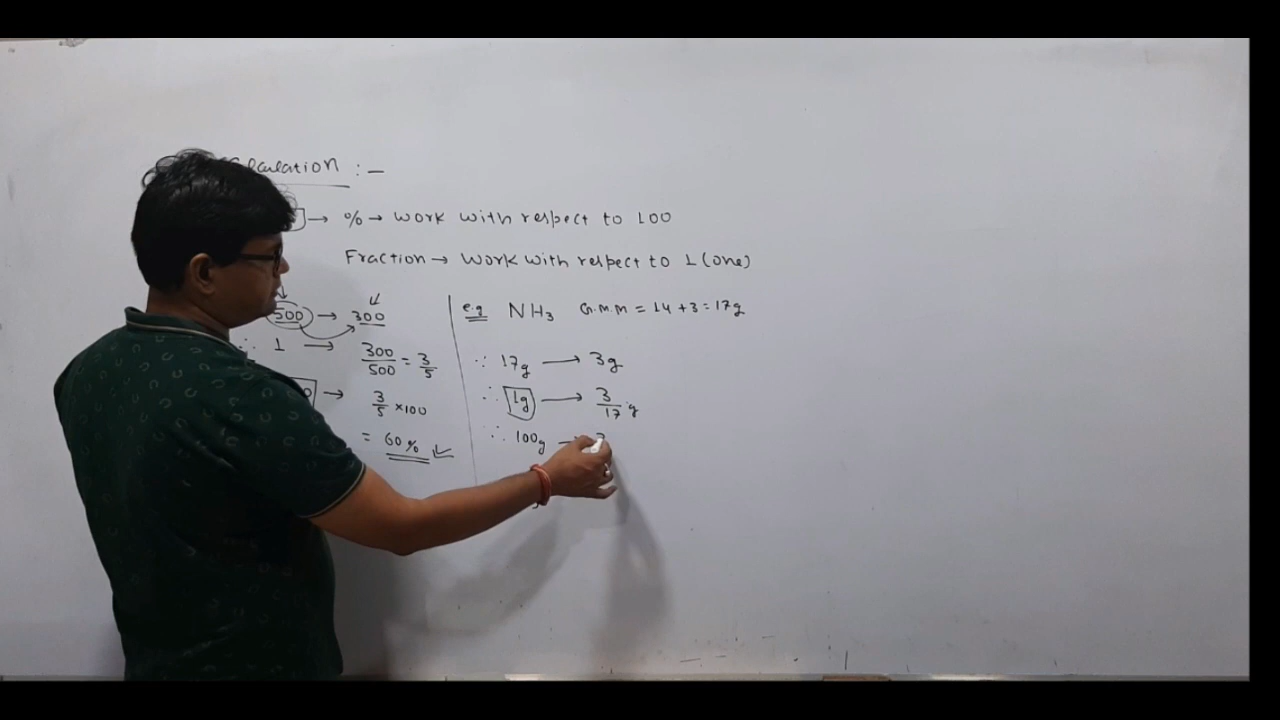 : –
→ % → work with respect to 100
Fraction → work with respect to 1 (one)
500 → 300
∴ 1 → 300/500 = 3/5
→ 3/5 × 100
= 60%
e.g NH₃ G.M.M = 14 + 3 = 17g
∵ 17g → 3g
∴ 1g → 3/17 g
∴ 100g →